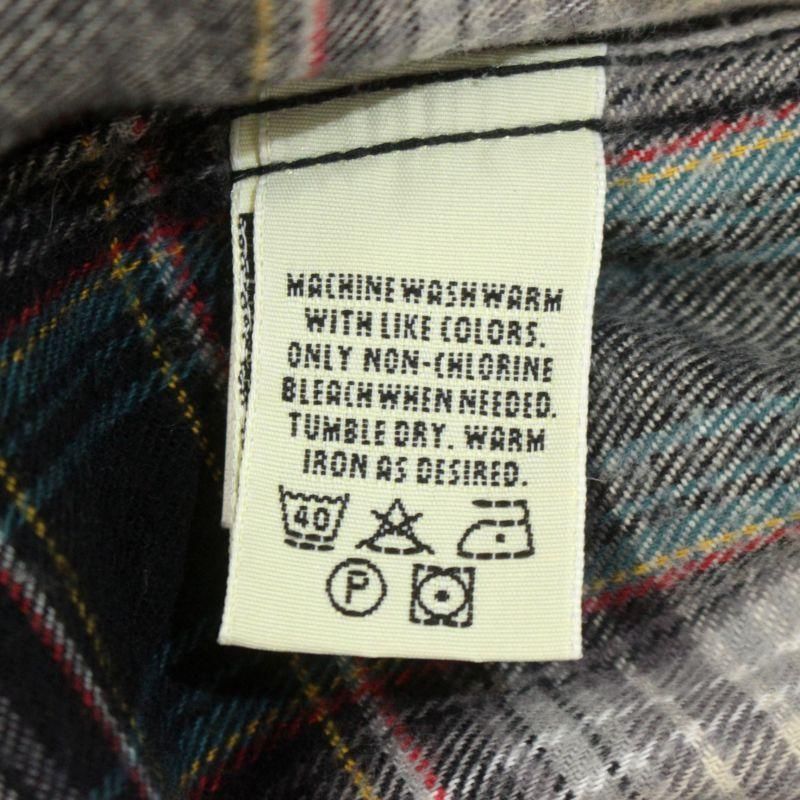 MACHINE WASH WARM
WITH LIKE COLORS.
ONLY NON-CHLORINE
BLEACH WHEN NEEDED.
TUMBLE DRY. WARM
IRON AS DESIRED.
40
P